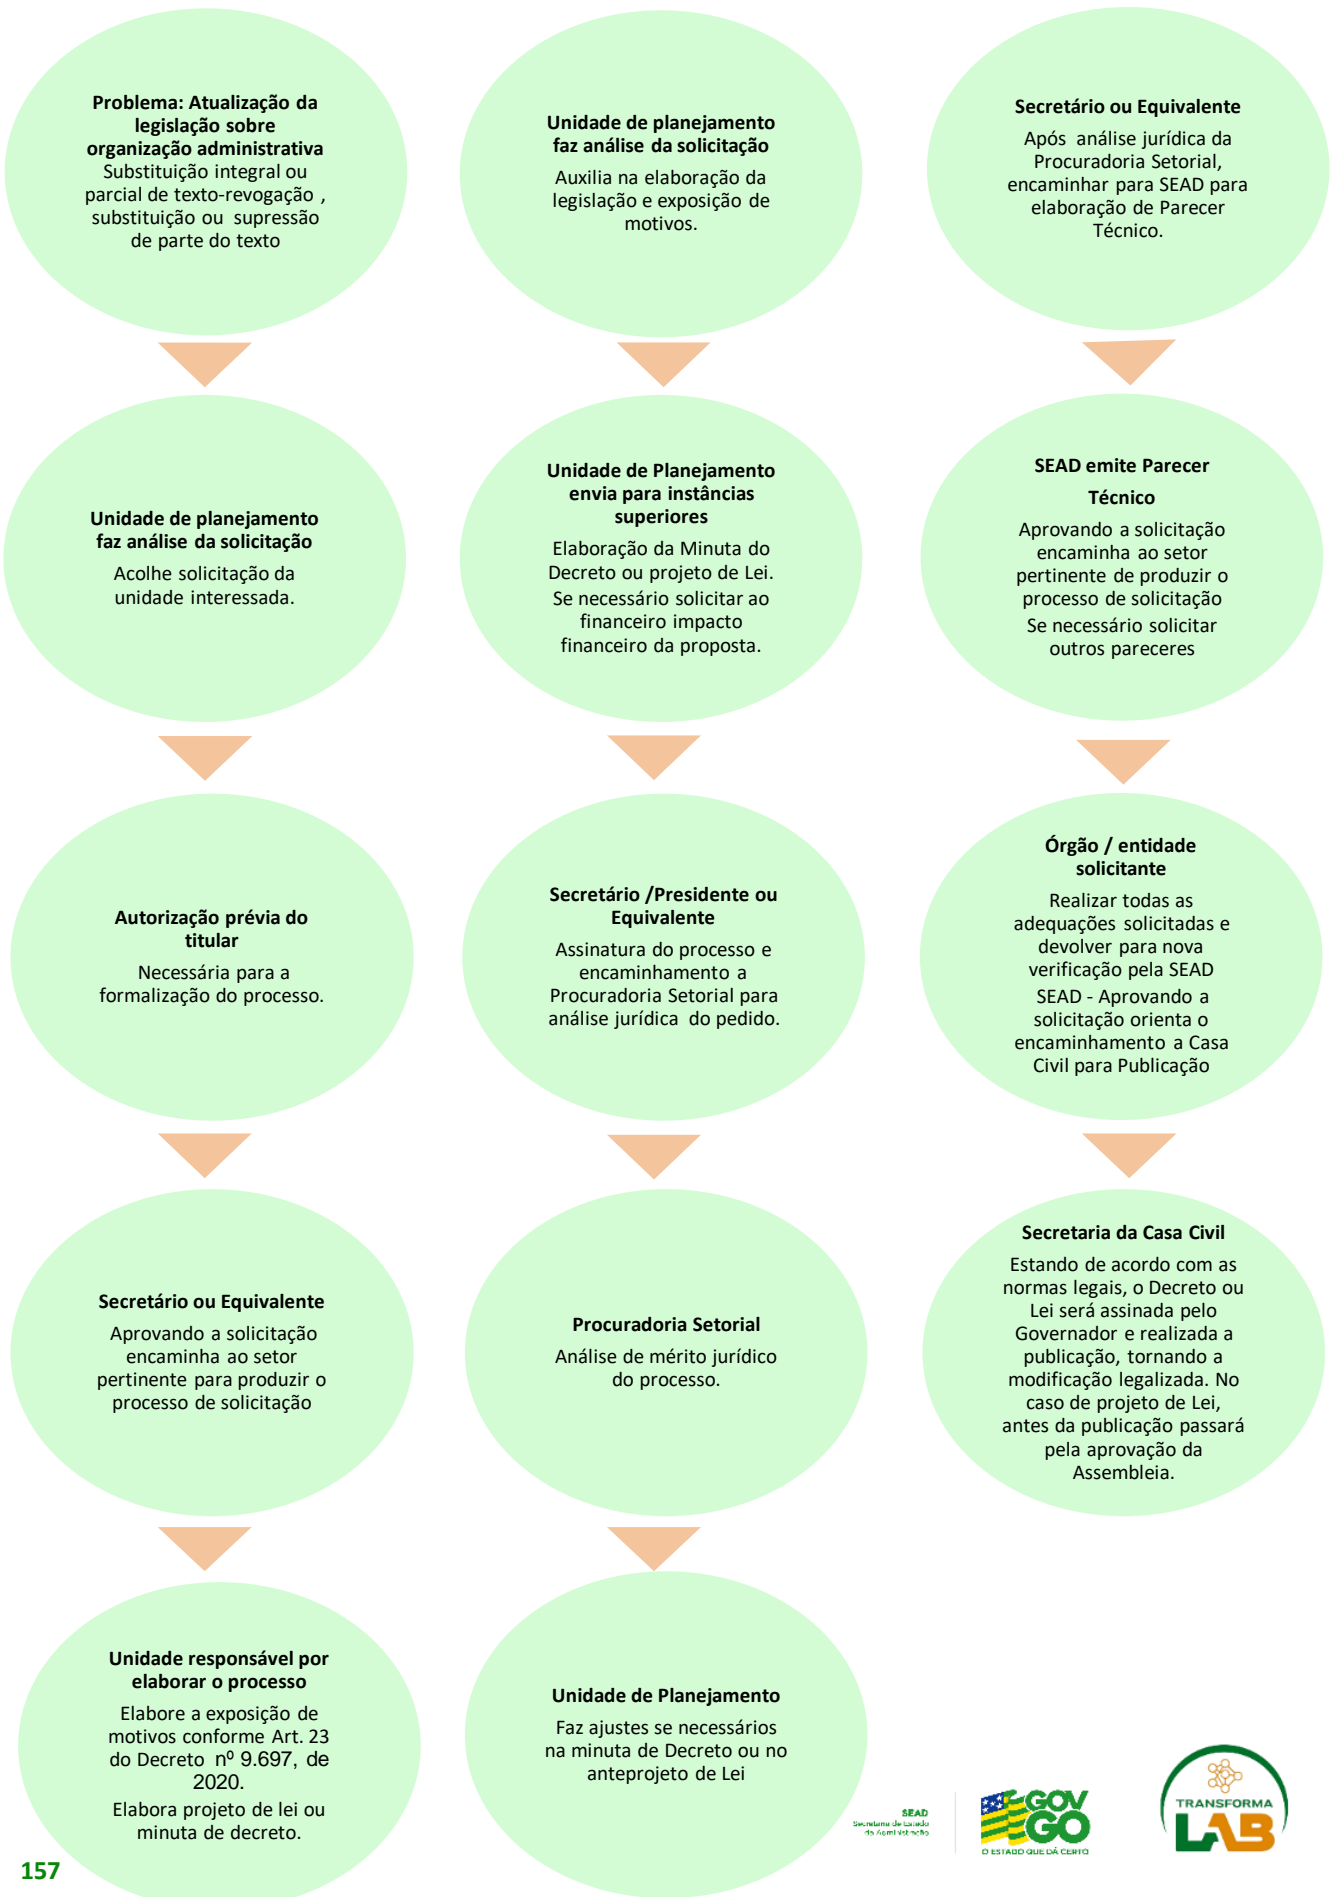 Problema: Atualização da
legislação sobre
organização administrativa
Substituição integral ou
parcial de texto-revogação ,
substituição ou supressão
de parte do texto
Unidade de planejamento
faz análise da solicitação
Acolhe solicitação da
unidade interessada.
Autorização prévia do
titular
Necessária para a
formalização do processo.
Secretário ou Equivalente
Aprovando a solicitação
encaminha ao setor
pertinente para produzir o
processo de solicitação
Unidade responsável por
elaborar o processo
Elabore a exposição de
motivos conforme Art. 23
do Decreto nº 9.697, de
2020.
Elabora projeto de lei ou
minuta de decreto.
Unidade de planejamento
faz análise da solicitação
Auxilia na elaboração da
legislação e exposição de
motivos.
Unidade de Planejamento
envia para instâncias
superiores
Elaboração da Minuta do
Decreto ou projeto de Lei.
Se necessário solicitar ao
financeiro impacto
financeiro da proposta.
Secretário /Presidente ou
Equivalente
Assinatura do processo e
encaminhamento a
Procuradoria Setorial para
análise jurídica do pedido.
Procuradoria Setorial
Análise de mérito jurídico
do processo.
Unidade de Planejamento
Faz ajustes se necessários
na minuta de Decreto ou no
anteprojeto de Lei
Secretário ou Equivalente
Após análise jurídica da
Procuradoria Setorial,
encaminhar para SEAD para
elaboração de Parecer
Técnico.
SEAD emite Parecer
Técnico
Aprovando a solicitação
encaminha ao setor
pertinente de produzir o
processo de solicitação
Se necessário solicitar
outros pareceres
Órgão / entidade
solicitante
Realizar todas as
adequações solicitadas e
devolver para nova
verificação pela SEAD
SEAD - Aprovando a
solicitação orienta o
encaminhamento a Casa
Civil para Publicação
Secretaria da Casa Civil
Estando de acordo com as
normas legais, o Decreto ou
Lei será assinada pelo
Governador e realizada a
publicação, tornando a
modificação legalizada. No
caso de projeto de Lei,
antes da publicação passará
pela aprovação da
Assembleia.
SEAD
Secretaria de Estado
da Administração
GOV
GO
O ESTADO QUE DÁ CERTO
TRANSFORMA
LAB
157